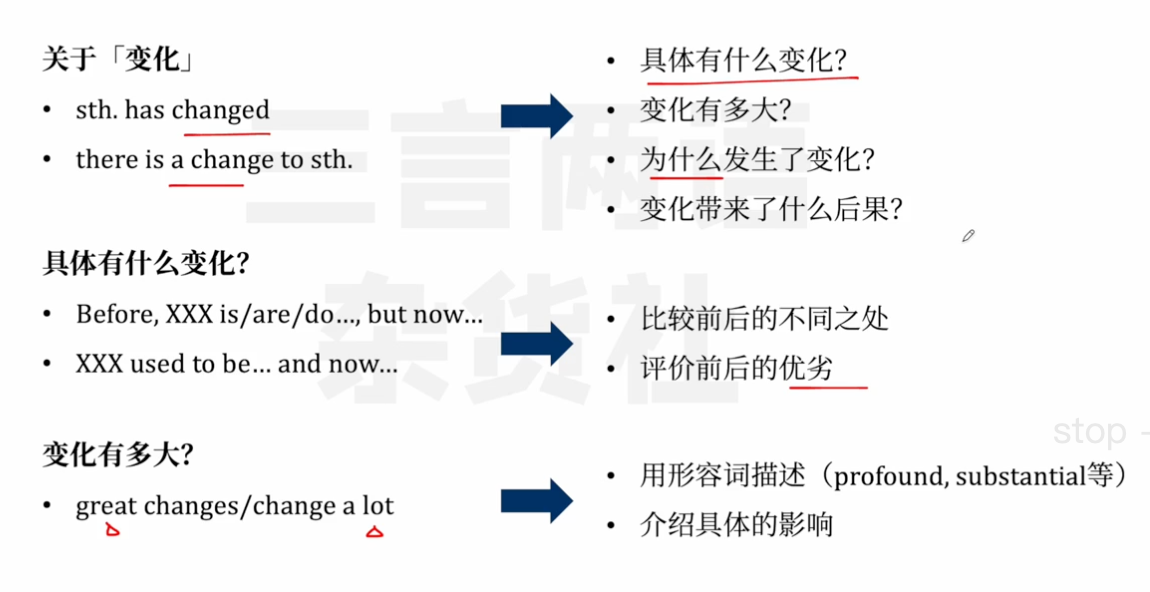 关于「变化」
• sth. has changed
• there is a change to sth.
• 具体有什么变化?
• 变化有多大?
• 为什么发生了变化?
• 变化带来了什么后果?
具体有什么变化?
• Before, XXX is/are/do…, but now…
• XXX used to be… and now…
• 比较前后的不同之处
• 评价前后的优劣
变化有多大?
• great changes/change a lot
• 用形容词描述（profound, substantial等）
• 介绍具体的影响
三言两语
杂货社
stop -